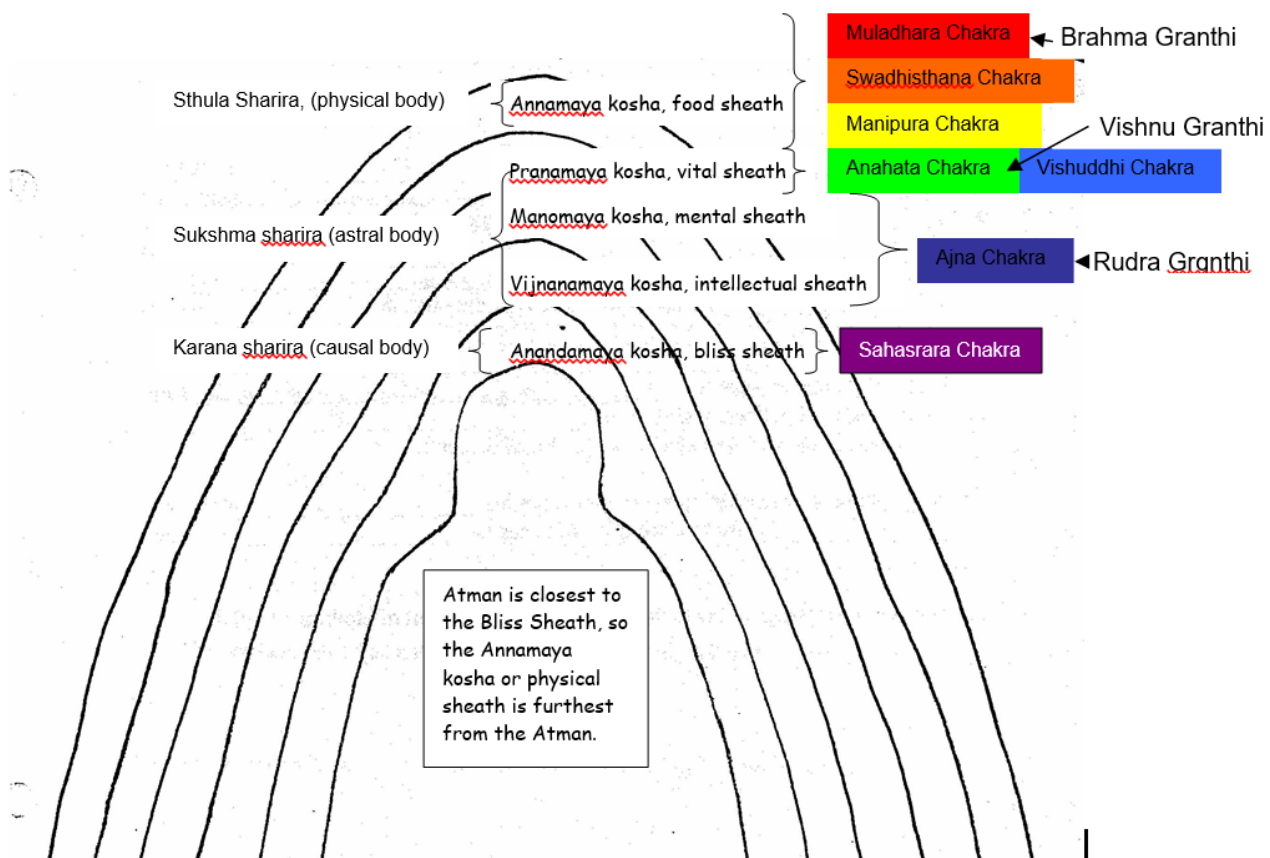 Muladhara Chakra
Brahma Granthi
Swadhisthana Chakra
Sthula Sharira, (physical body)
Annamaya kosha, food sheath
Manipura Chakra
Vishnu Granthi
Pranamaya kosha, vital sheath
Anahata Chakra
Vishuddhi Chakra
Manomaya kosha, mental sheath
Sukshma sharira (astral body)
Ajna Chakra
Rudra Granthi
Vijnanamaya kosha, intellectual sheath
Karana sharira (causal body)
Anandamaya kosha, bliss sheath
Sahasrara Chakra
Atman is closest to
the Bliss Sheath, so
the Annamaya
kosha or physical
sheath is furthest
from the Atman.